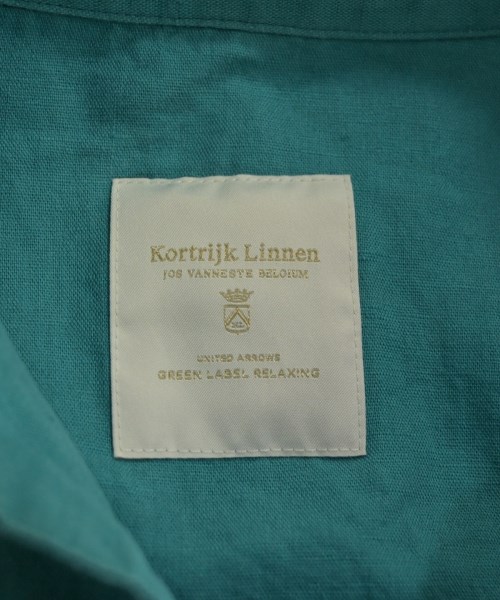 Kortrijk Linnen
JOS VANNESTE BELGIUM
UNITED ARROWS
GREEN LABEL RELAXING